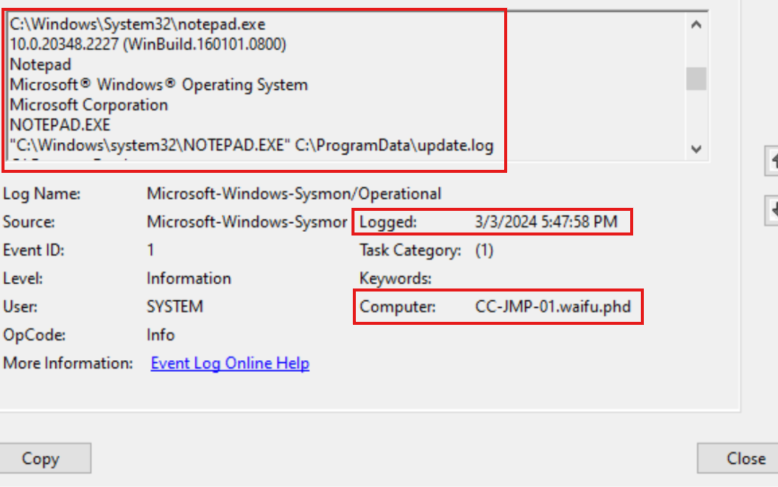 C:\Windows\System32\notepad.exe
10.0.20348.2227 (WinBuild.160101.0800)
Notepad
Microsoft® Windows® Operating System
Microsoft Corporation
NOTEPAD.EXE
"C:\Windows\system32\NOTEPAD.EXE" C:\ProgramData\update.log
Log Name: Microsoft-Windows-Sysmon/Operational
Source: Microsoft-Windows-Sysmor Logged: 3/3/2024 5:47:58 PM
Event ID: 1 Task Category: (1)
Level: Information Keywords:
User: SYSTEM Computer: CC-JMP-01.waifu.phd
OpCode: Info
More Information: Event Log Online Help
Copy Close